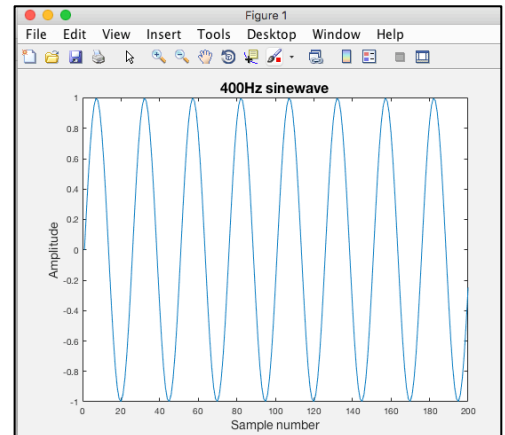 Figure 1
File Edit View Insert Tools Desktop Window Help
400Hz sinewave
1
0.8
0.6
0.4
0.2
0
-0.2
-0.4
-0.6
-0.8
-1
Amplitude
0 20 40 60 80 100 120 140 160 180 200
Sample number